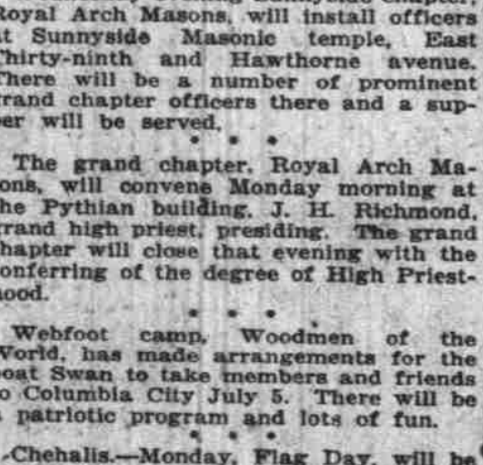 Royal Arch Masons, will install officers
at Sunnyside Masonic temple, East
Thirty-ninth and Hawthorne avenue.
There will be a number of prominent
grand chapter officers there and a sup-
per will be served.
* * *
The grand chapter, Royal Arch Ma-
sons, will convene Monday morning at
the Pythian building, J. H. Richmond,
grand high priest, presiding. The grand
chapter will close that evening with the
conferring of the degree of High Priest-
hood.
* * *
Webfoot camp, Woodmen of the
World, has made arrangements for the
boat Swan to take members and friends
to Columbia City July 5. There will be
a patriotic program and lots of fun.
* * *
-Chehalis.—Monday, Flag Day, will be